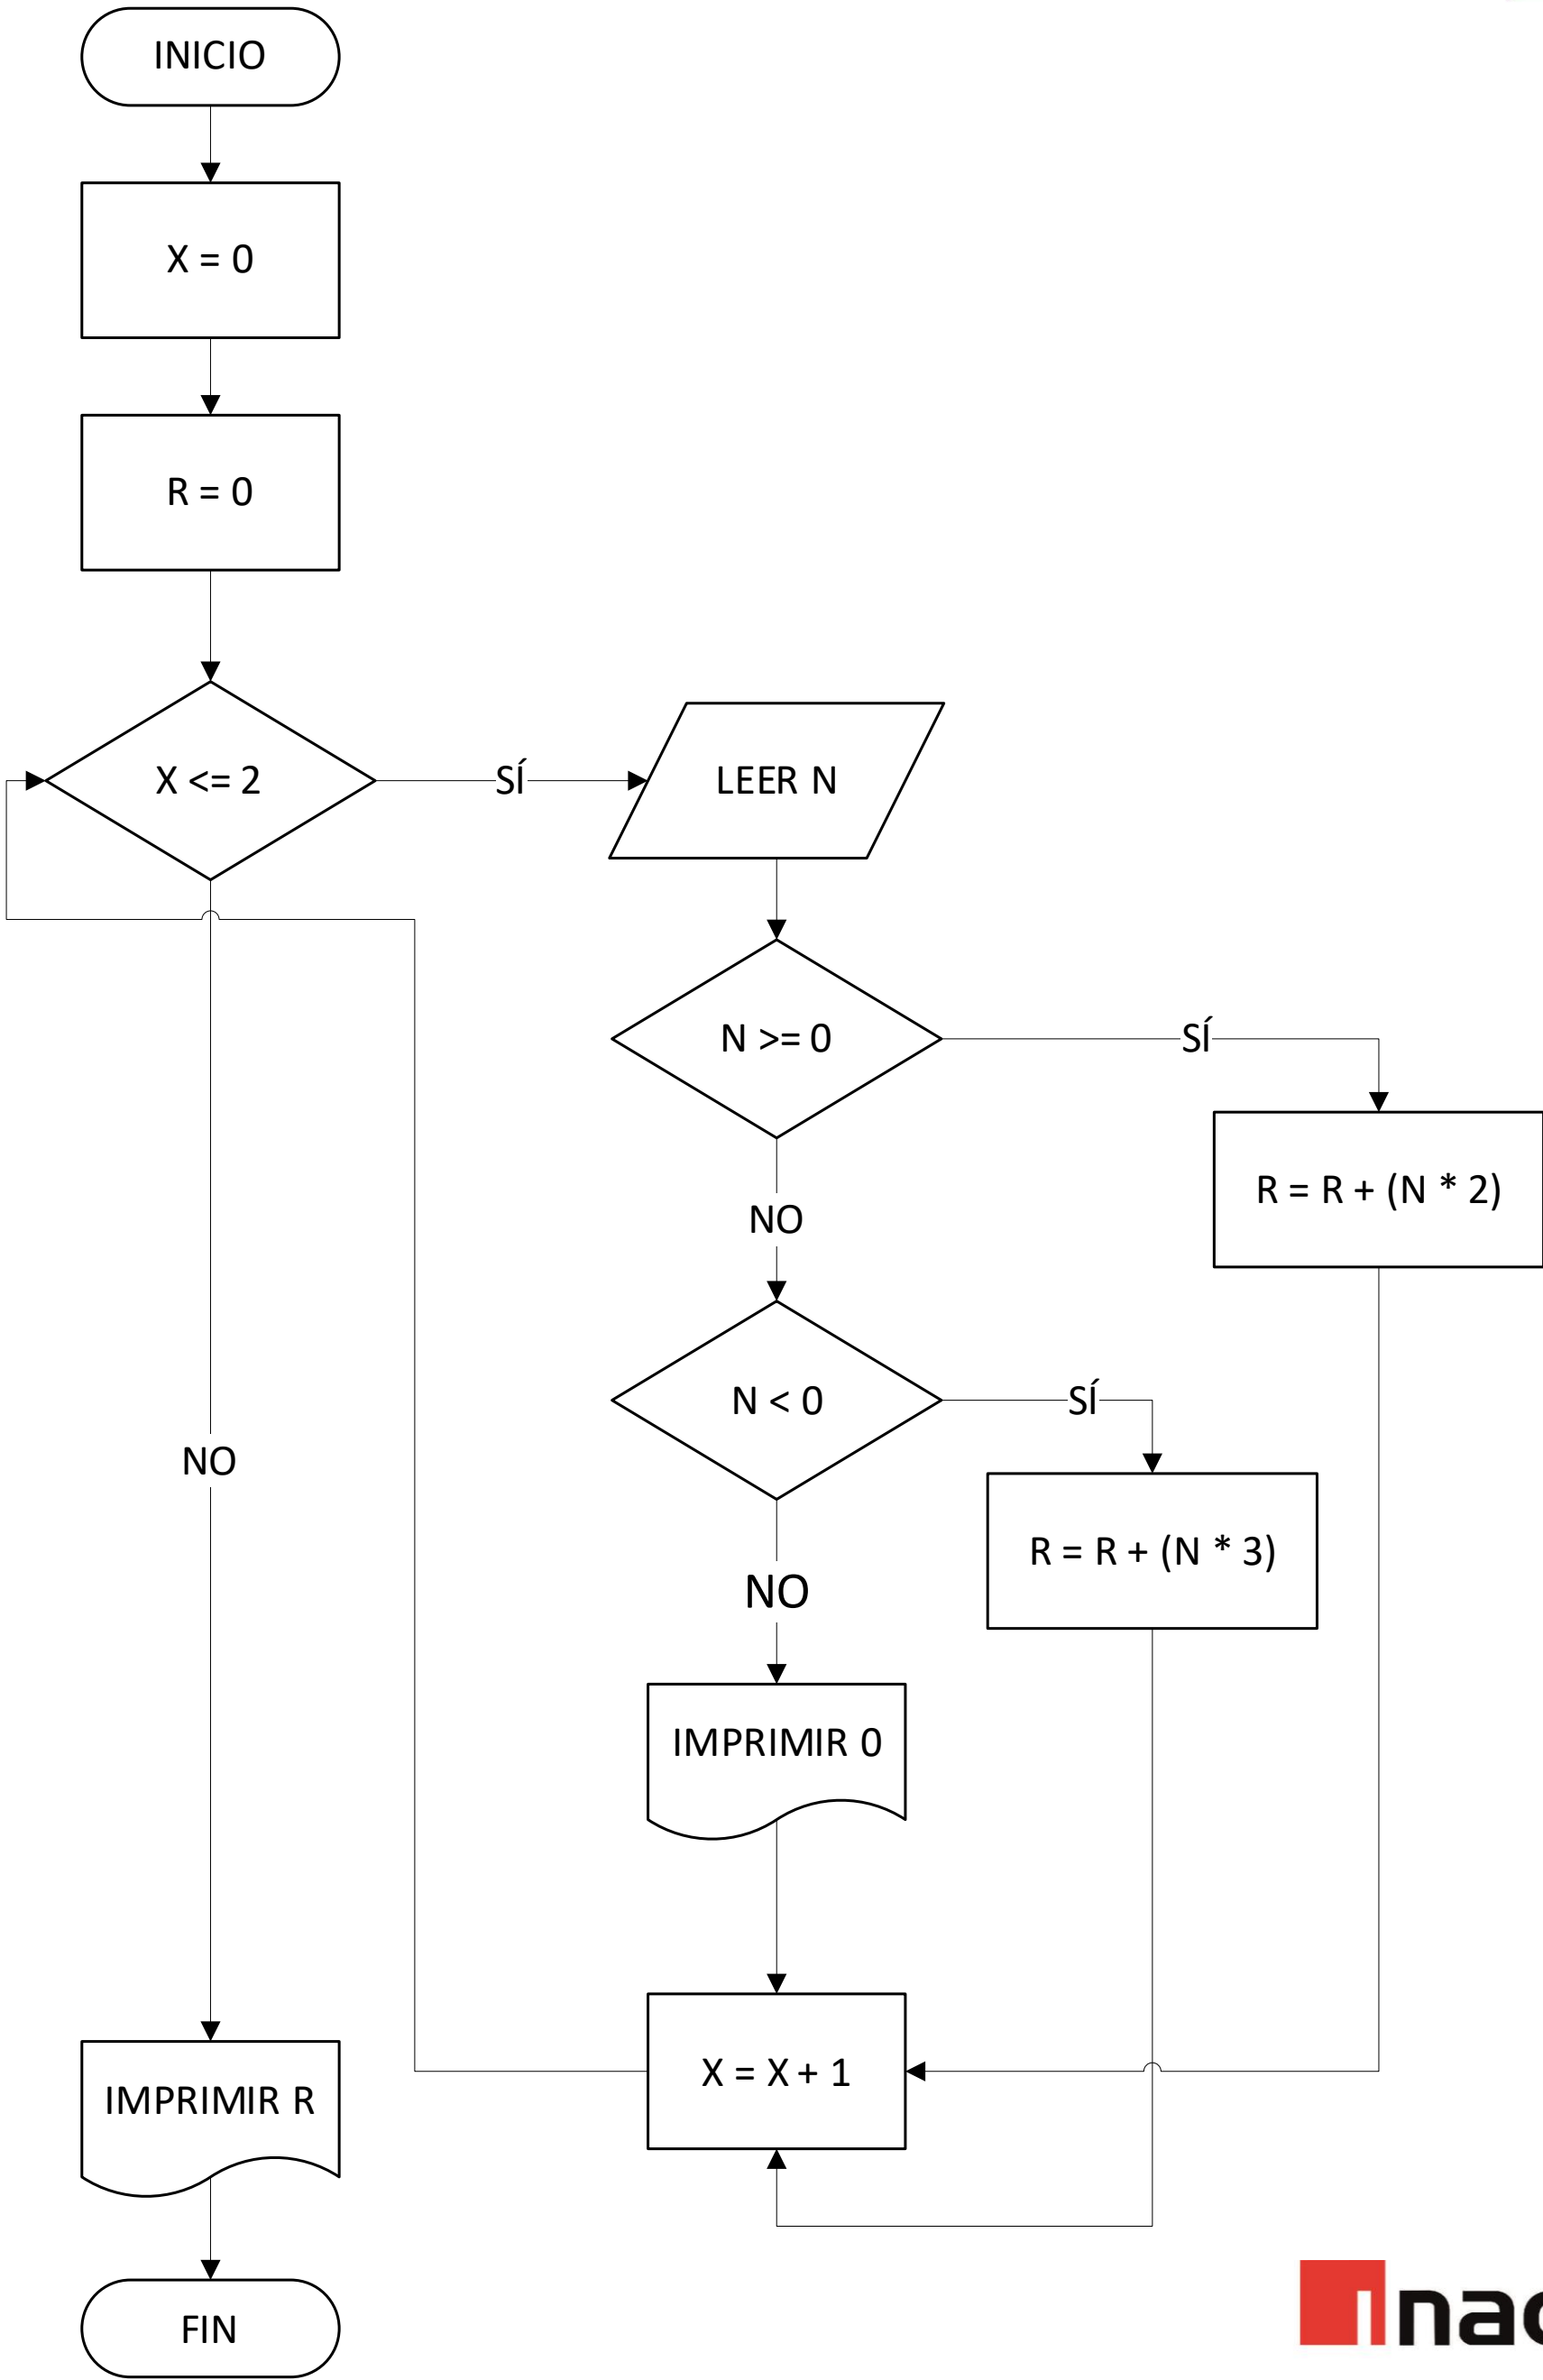 INICIO
X = 0
R = 0
X <= 2
SÍ
LEER N
N >= 0
SÍ
R = R + (N * 2)
NO
N < 0
SÍ
R = R + (N * 3)
NO
NO
IMPRIMIR 0
X = X + 1
IMPRIMIR R
FIN